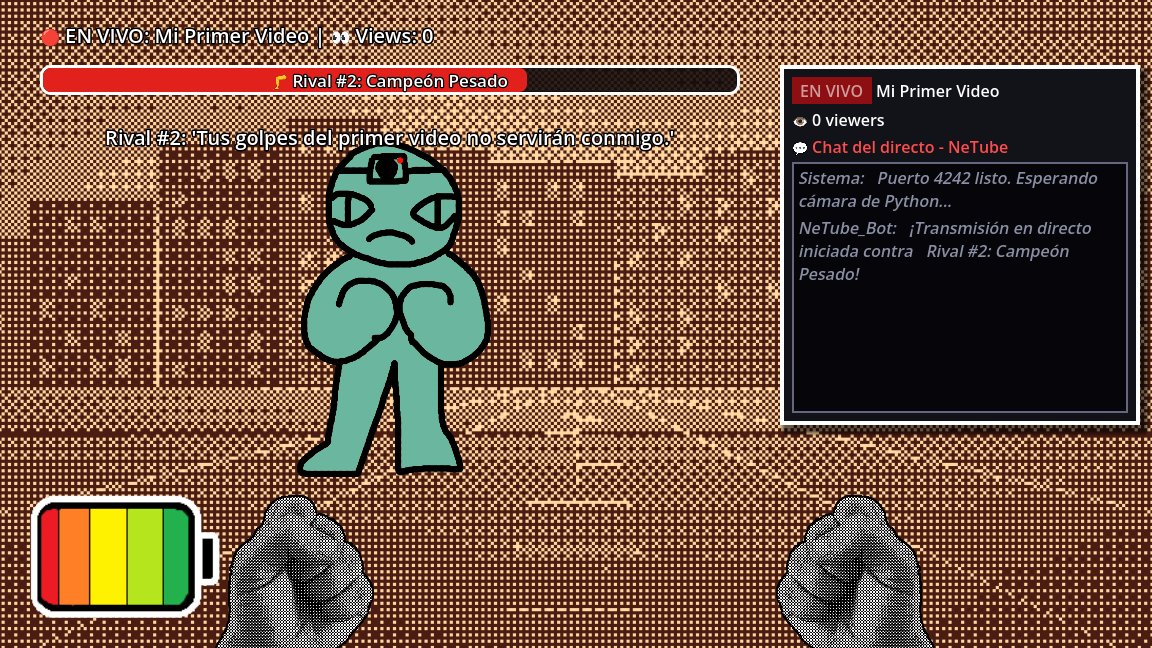 🔴 EN VIVO: Mi Primer Video | 👀 Views: 0
Rival #2: Campeón Pesado
Rival #2: 'Tus golpes del primer video no servirán conmigo.'
EN VIVO Mi Primer Video
👁 0 viewers
💬 Chat del directo - NeTube
Sistema: Puerto 4242 listo. Esperando
cámara de Python...
NeTube_Bot: ¡Transmisión en directo
iniciada contra Rival #2: Campeón
Pesado!